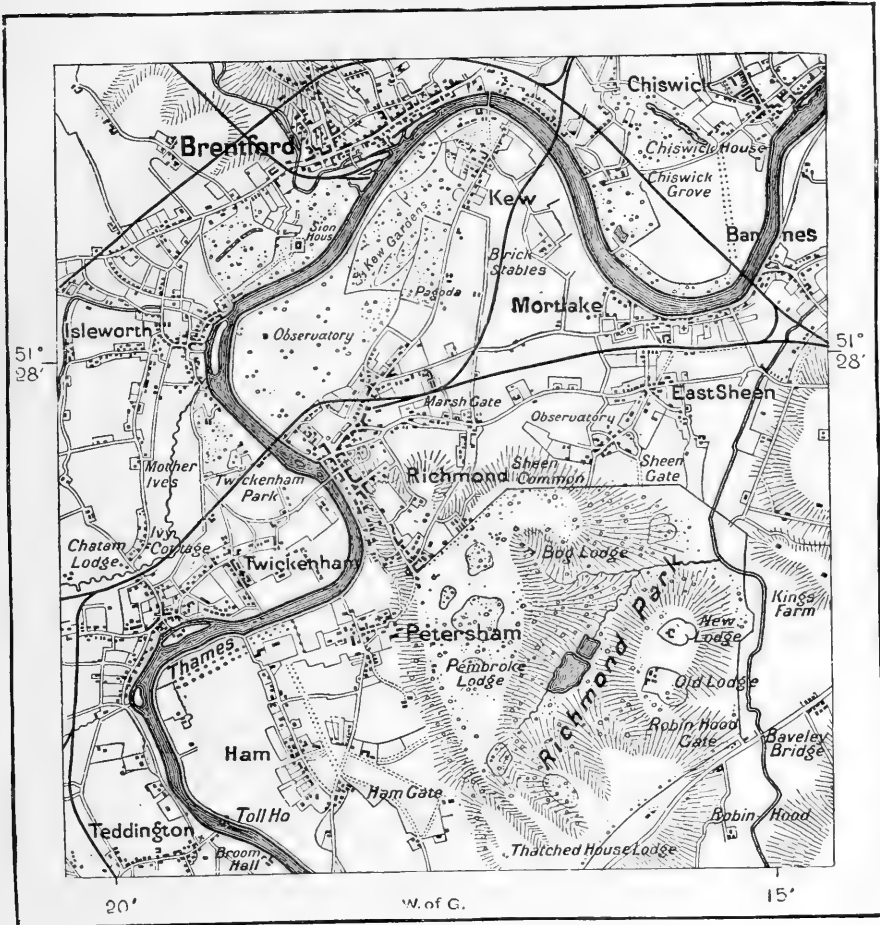 Chiswick
Brentford
Chiswick House
Chiswick
Grove
Kew
Sion
House
Kew Gardens
Barnes
Brick
Stables
Pagoda
Mortlake
Isleworth
Observatory
51°
28'
51°
28'
East Sheen
Marsh Gate
Observatory
Mother
Ives
Twickenham
Park
Richmond
Sheen
Common
Sheen
Gate
Ivy
Cottage
Chatam
Lodge
Twickenham
Bog Lodge
Kings
Farm
New
Lodge
Petersham
Thames
Pembroke
Lodge
Richmond Park
Old Lodge
Robin Hood
Gate
Baveley
Bridge
Ham
Ham Gate
Toll Ho
Robin-Hood
Teddington
Broom
Hall
Thatched House Lodge
20'
W. of G.
15'